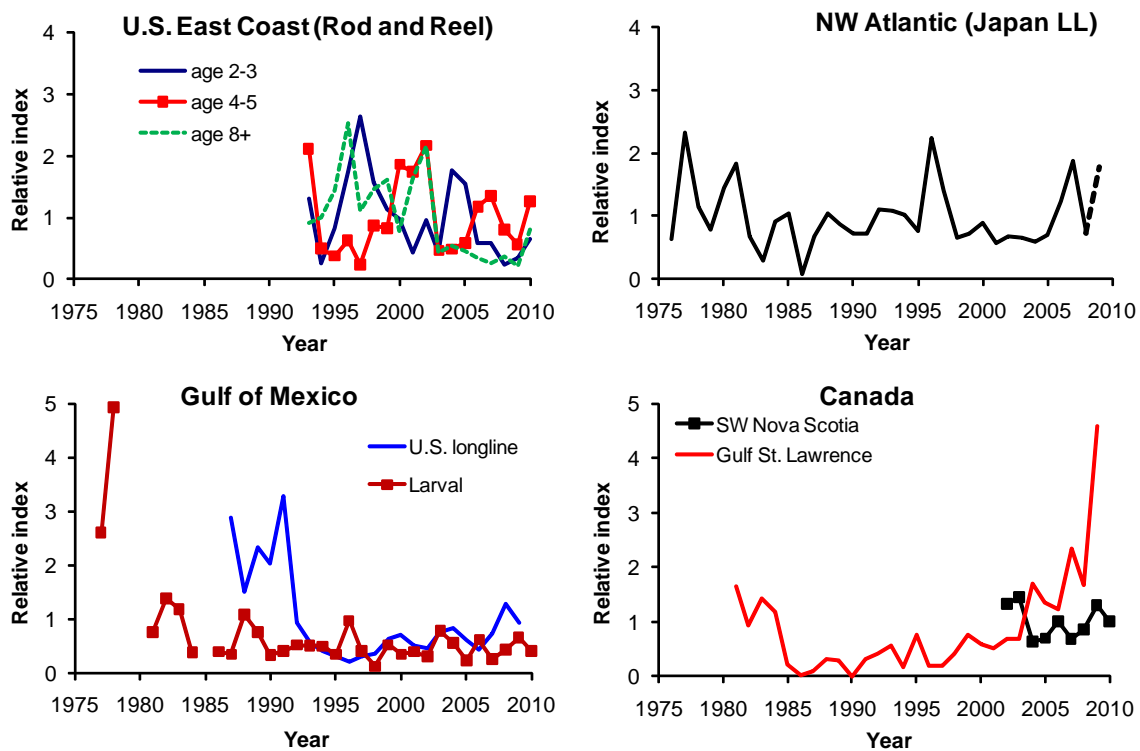 U.S. East Coast (Rod and Reel)
4
3
2
1
0
Relative index
age 2-3
age 4-5
age 8+
1975 1980 1985 1990 1995 2000 2005 2010
Year
NW Atlantic (Japan LL)
4
3
2
1
0
Relative index
1975 1980 1985 1990 1995 2000 2005 2010
Year
Gulf of Mexico
5
4
3
2
1
0
Relative index
U.S. longline
Larval
1975 1980 1985 1990 1995 2000 2005 2010
Year
Canada
5
4
3
2
1
0
Relative index
SW Nova Scotia
Gulf St. Lawrence
1975 1980 1985 1990 1995 2000 2005 2010
Year